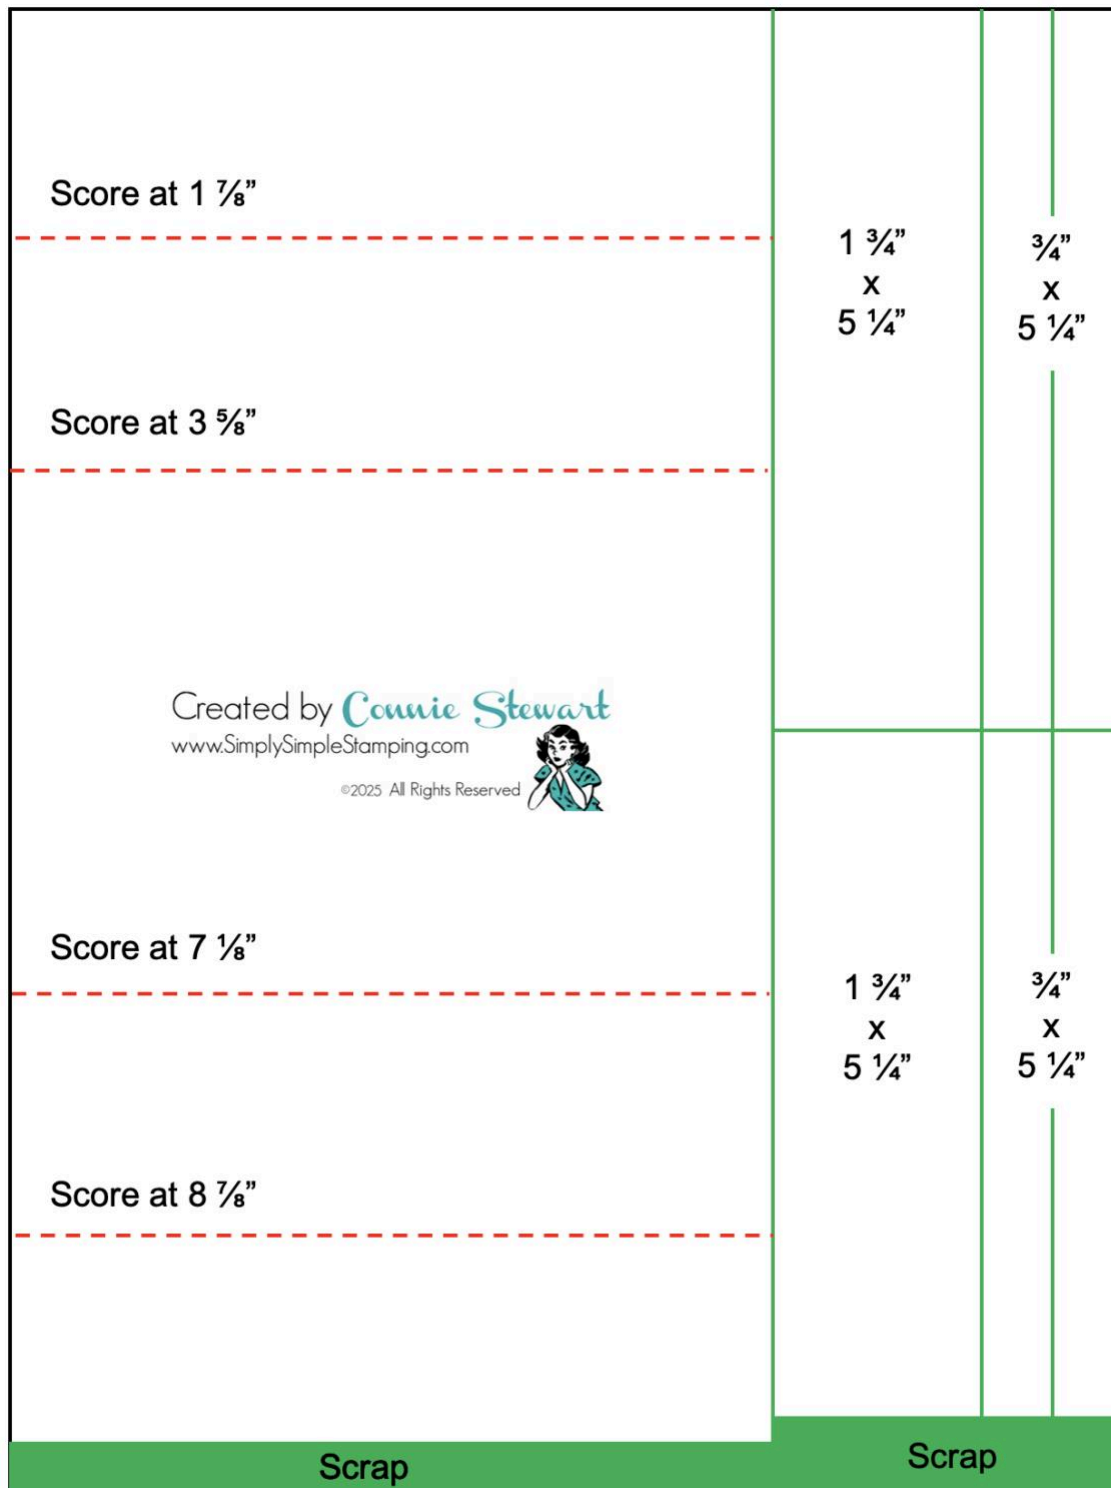 Score at 1 ⅞”
1 ¾”
x
5 ¼”
¾”
x
5 ¼”
Score at 3 ⅝”
Created by Connie Stewart
www.SimplySimpleStamping.com
©2025 All Rights Reserved
Score at 7 ⅛”
1 ¾”
x
5 ¼”
¾”
x
5 ¼”
Score at 8 ⅞”
Scrap
Scrap